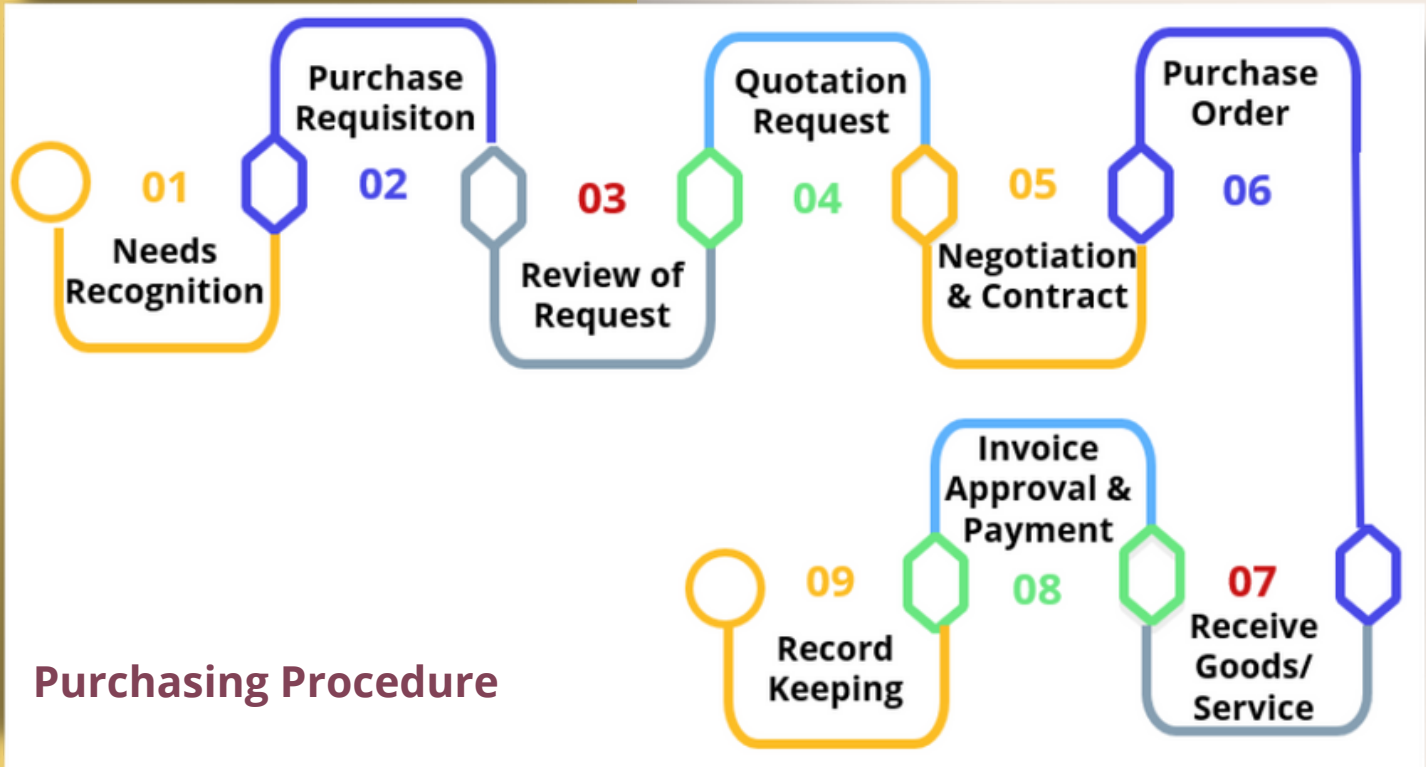 01
Needs
Recognition
Purchase
Requisiton
02
03
Review of
Request
Quotation
Request
04
05
Negotiation
& Contract
Purchase
Order
06
07
Receive
Goods/
Service
Invoice
Approval &
Payment
08
09
Record
Keeping
Purchasing Procedure